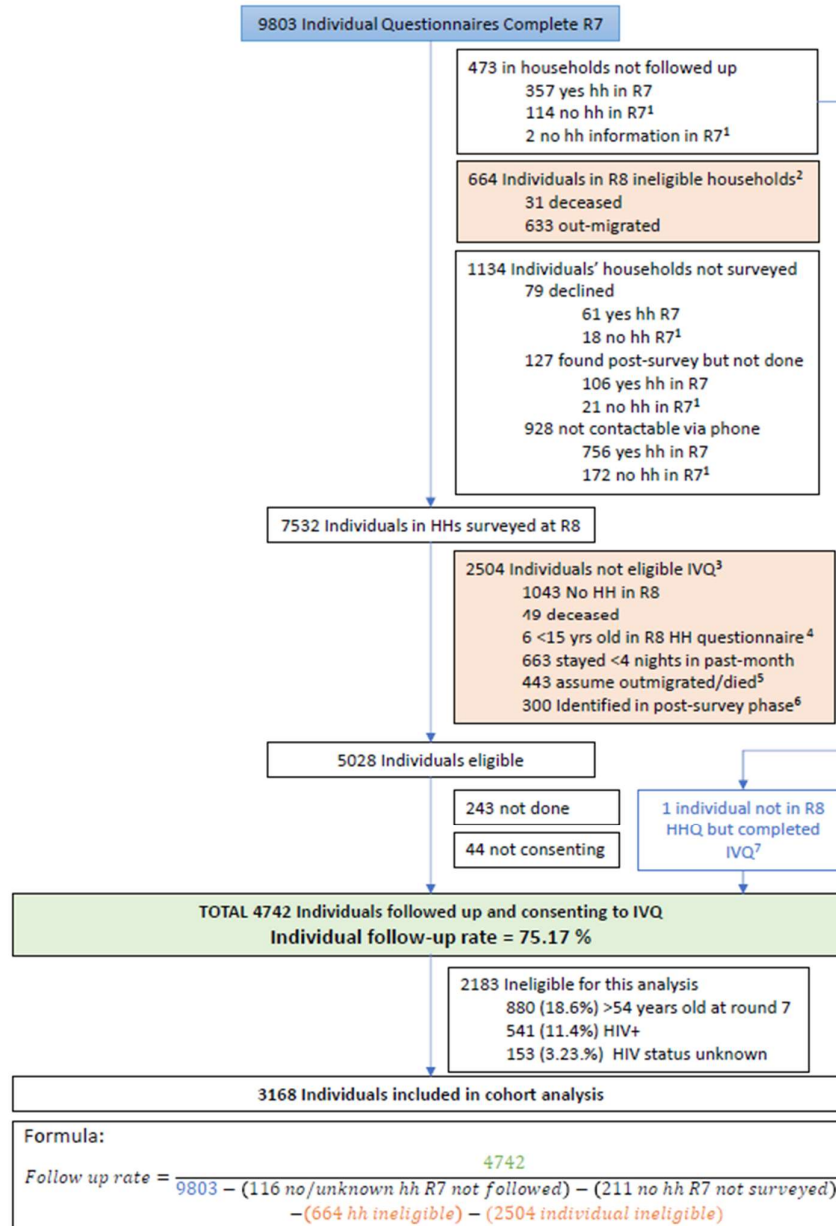 9803 Individual Questionnaires Complete R7
473 in households not followed up
357 yes hh in R7
114 no hh in R7¹
2 no hh information in R7¹
664 Individuals in R8 ineligible households²
31 deceased
633 out-migrated
1134 Individuals' households not surveyed
79 declined
61 yes hh R7
18 no hh R7¹
127 found post-survey but not done
106 yes hh in R7
21 no hh in R7¹
928 not contactable via phone
756 yes hh in R7
172 no hh in R7¹
7532 Individuals in HHs surveyed at R8
2504 Individuals not eligible IVQ³
1043 No HH in R8
49 deceased
6 <15 yrs old in R8 HH questionnaire⁴
663 stayed <4 nights in past-month
443 assume outmigrated/died⁵
300 Identified in post-survey phase⁶
5028 Individuals eligible
243 not done
44 not consenting
1 individual not in R8
HHQ but completed
IVQ⁷
TOTAL 4742 Individuals followed up and consenting to IVQ
Individual follow-up rate = 75.17 %
2183 Ineligible for this analysis
880 (18.6%) >54 years old at round 7
541 (11.4%) HIV+
153 (3.23.%) HIV status unknown
3168 Individuals included in cohort analysis
Formula:
4742
Follow up rate =
9803 − (116 no/unknown hh R7 not followed) − (211 no hh R7 not surveyed)
−(664 hh ineligible) − (2504 individual ineligible)